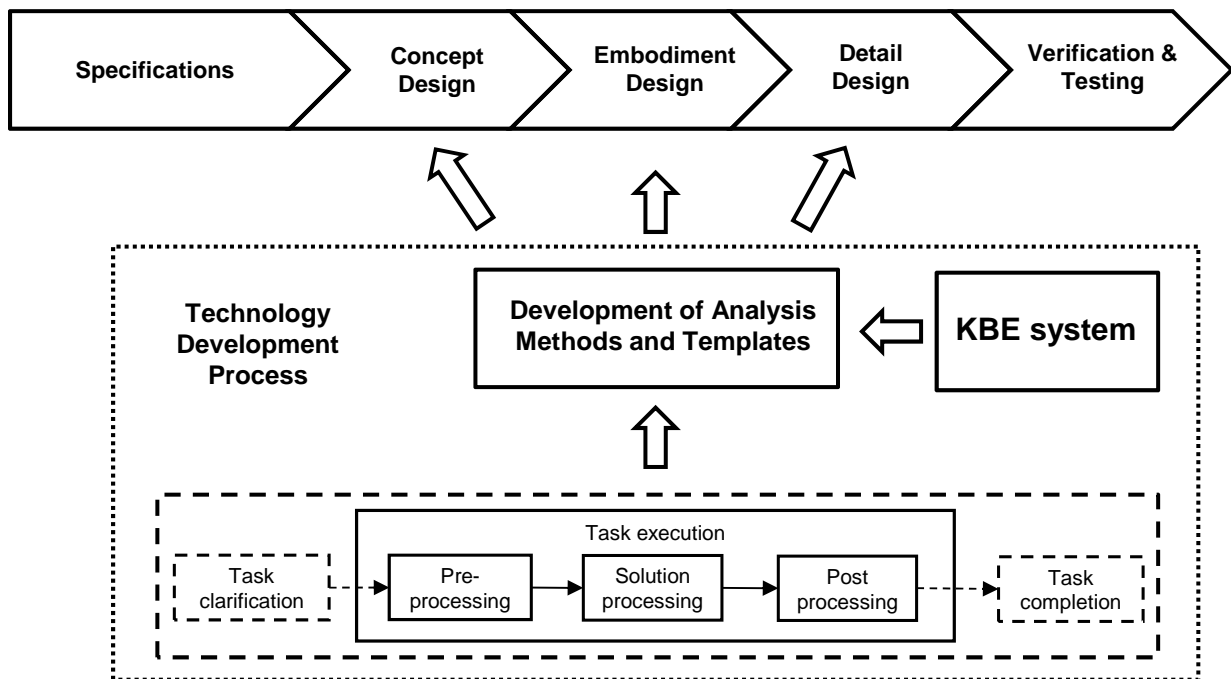 Specifications
Concept
Design
Embodiment
Design
Detail
Design
Verification &
Testing
Technology
Development
Process
Development of Analysis
Methods and Templates
KBE system
Task execution
Task
clarification
Pre-
processing
Solution
processing
Post
processing
Task
completion